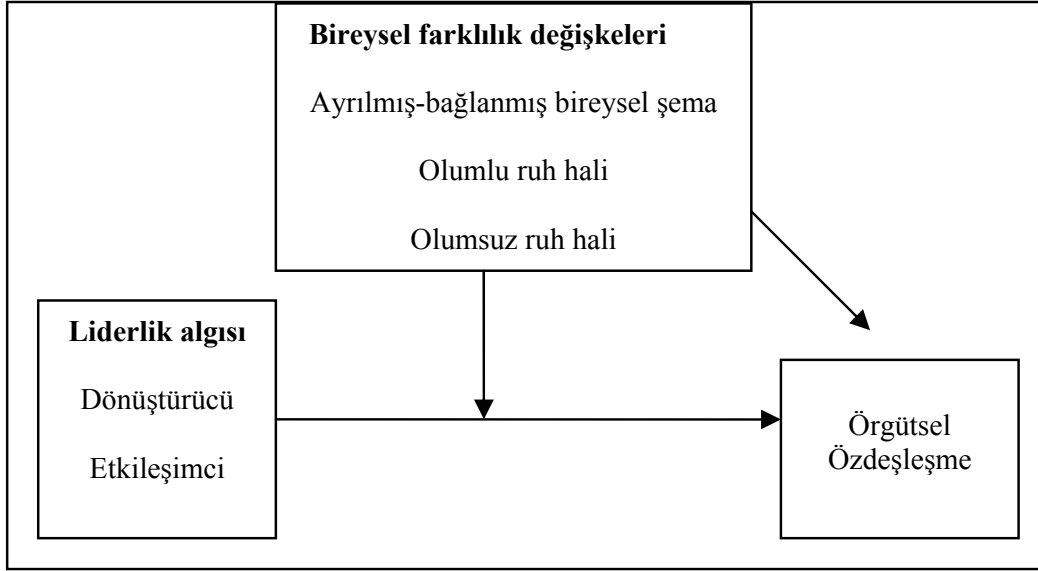 Bireysel farklılık değişkeleri
Ayrılmış-bağlanmış bireysel şema
Olumlu ruh hali
Olumsuz ruh hali
Liderlik algısı
Dönüştürücü
Etkileşimci
Örgütsel
Özdeşleşme